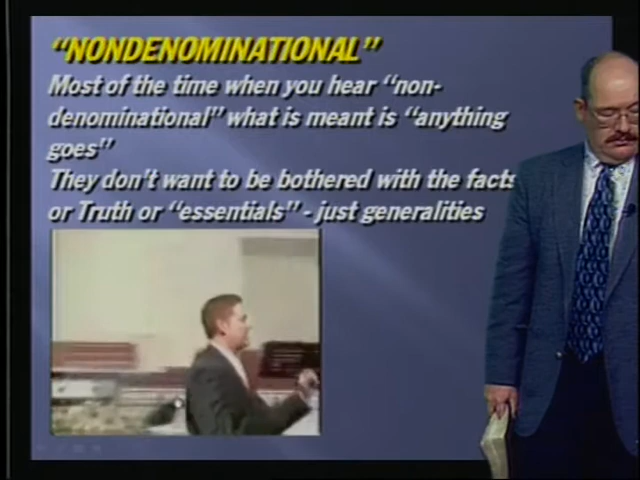 “NONDENOMINATIONAL”
Most of the time when you hear “non-
denominational” what is meant is “anything
goes”
They don't want to be bothered with the facts
or Truth or “essentials” - just generalities